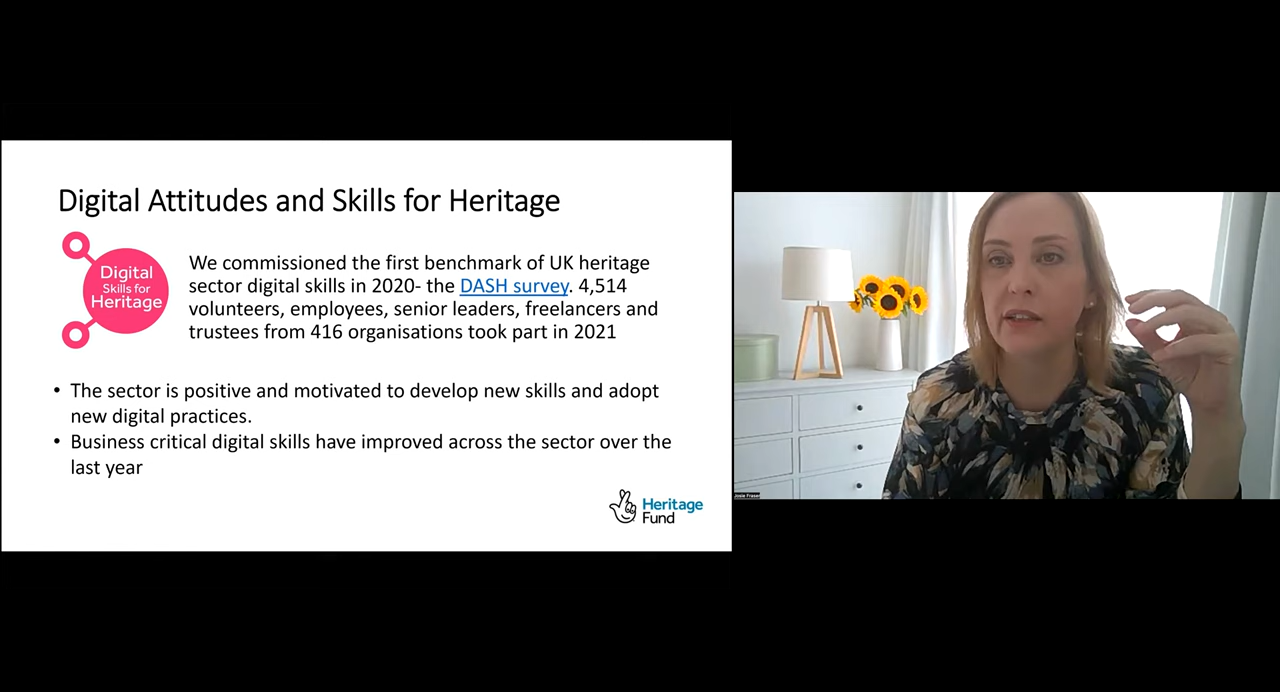 Digital Attitudes and Skills for Heritage
Digital
Skills for
Heritage
We commissioned the first benchmark of UK heritage
sector digital skills in 2020- the DASH survey. 4,514
volunteers, employees, senior leaders, freelancers and
trustees from 416 organisations took part in 2021
• The sector is positive and motivated to develop new skills and adopt
new digital practices.
• Business critical digital skills have improved across the sector over the
last year
Heritage
Fund
Josie Fraser